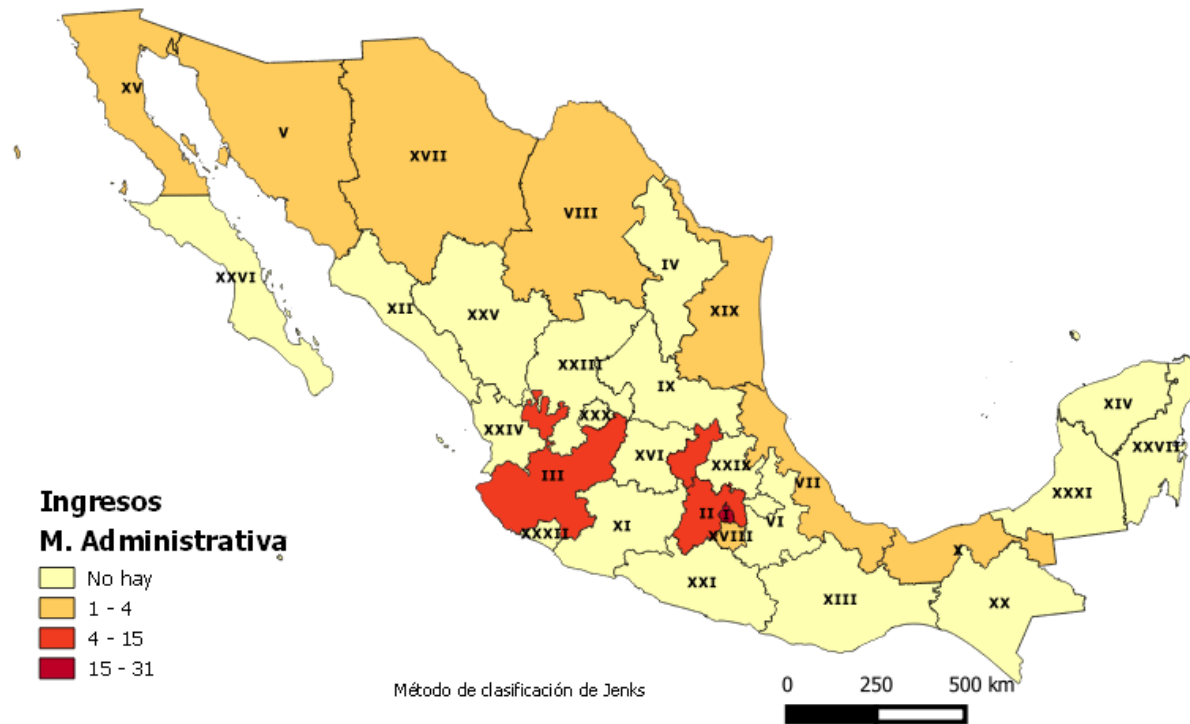 XV
V
XVII
VIII
IV
XXVI
XII
XXV
XIX
XXIII
IX
XXX
XXIV
XIV
XXVII
III
XVI
XXIX
VII
XXXI
Ingresos
M. Administrativa
No hay
1 - 4
4 - 15
15 - 31
XXXII
XI
II
I
VI
XVIII
X
XXI
XIII
XX
Método de clasificación de Jenks
0 250 500 km